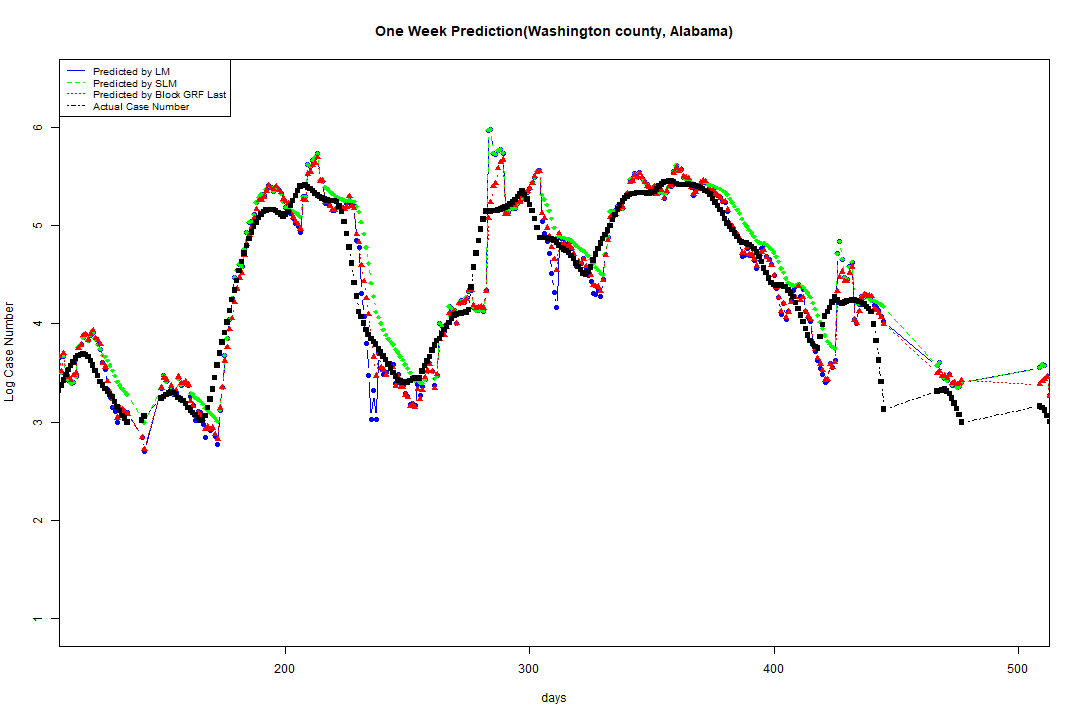 One Week Prediction(Washington county, Alabama)
Predicted by LM
Predicted by SLM
Predicted by Block GRF Last
Actual Case Number
6
5
4
3
2
1
Log Case Number
200
300
400
500
days